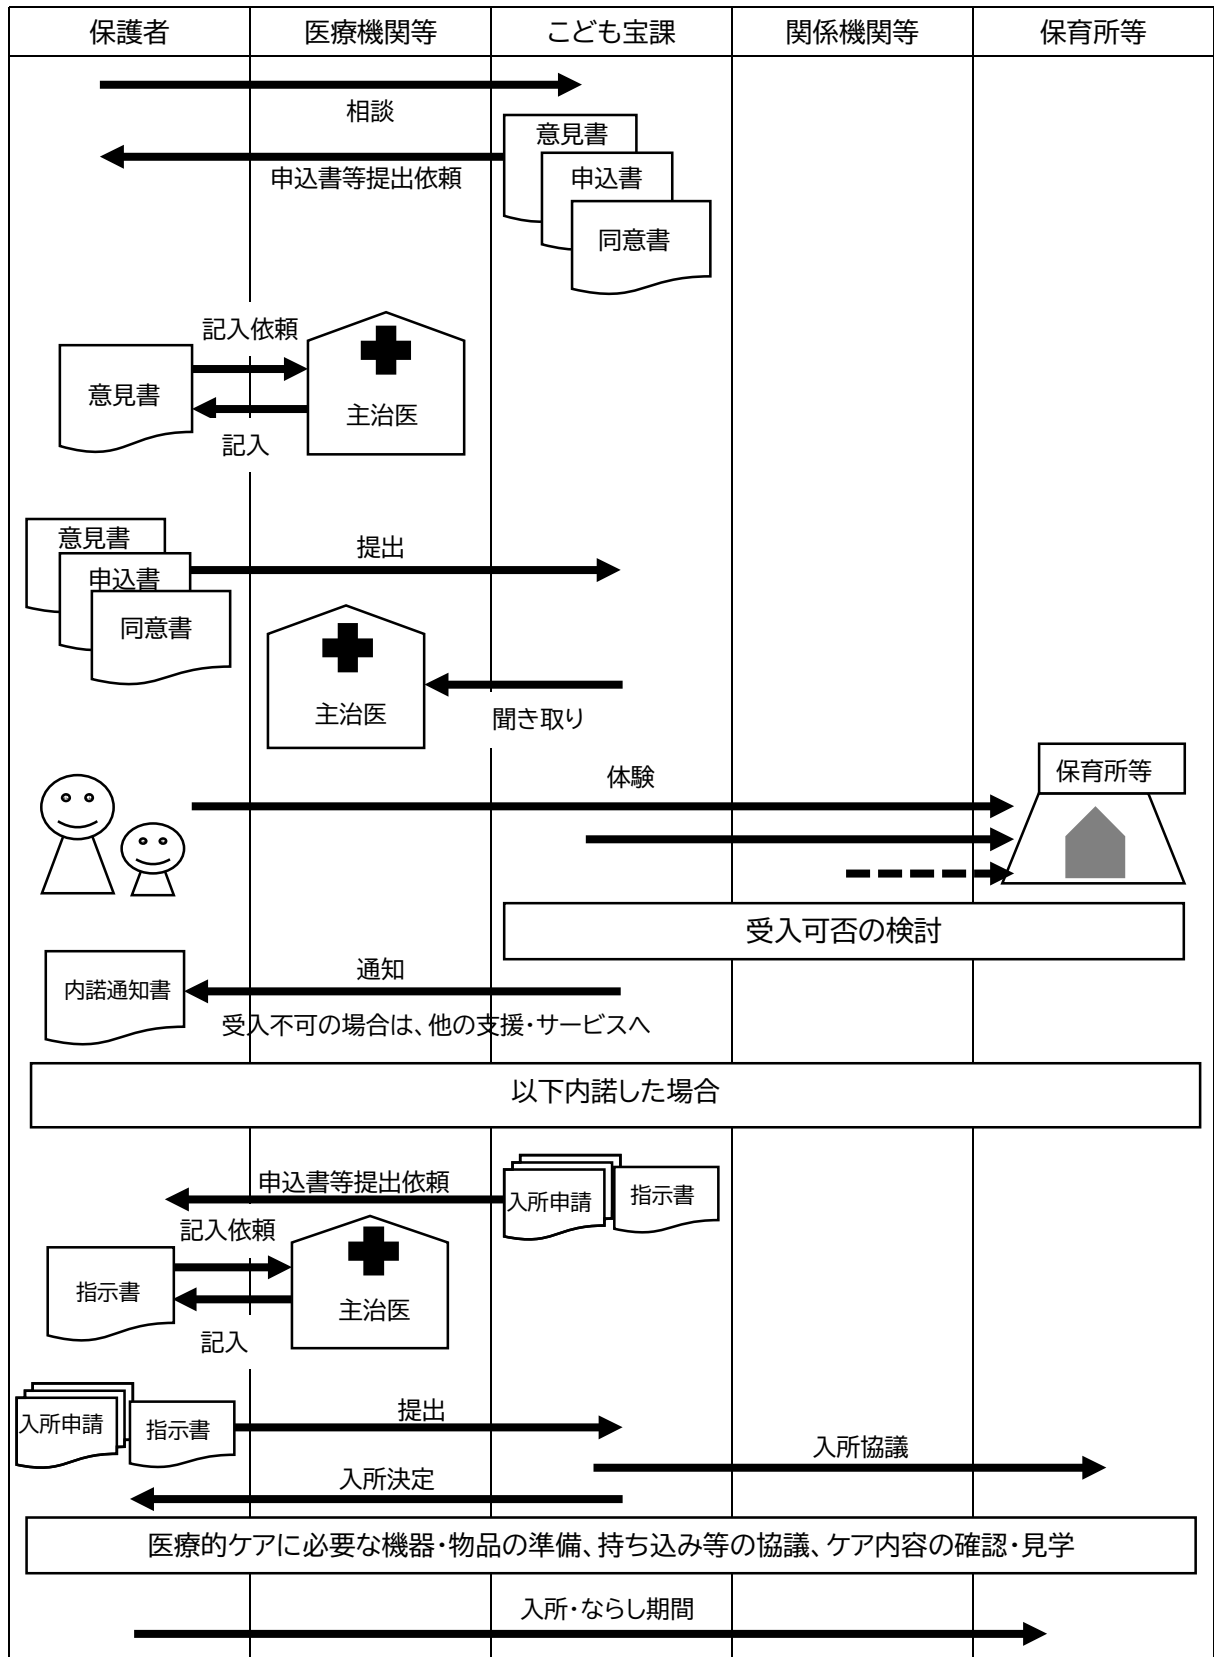 保護者
医療機関等
こども宝課
関係機関等
保育所等
相談
意見書
申込書等提出依頼
申込書
同意書
記入依頼
意見書
主治医
記入
意見書
提出
申込書
同意書
主治医
聞き取り
体験
保育所等
受入可否の検討
通知
内諾通知書
受入不可の場合は、他の支援・サービスへ
以下内諾した場合
申込書等提出依頼
入所申請
指示書
記入依頼
指示書
主治医
記入
入所申請
指示書
提出
入所協議
入所決定
医療的ケアに必要な機器・物品の準備、持ち込み等の協議、ケア内容の確認・見学
入所・ならし期間